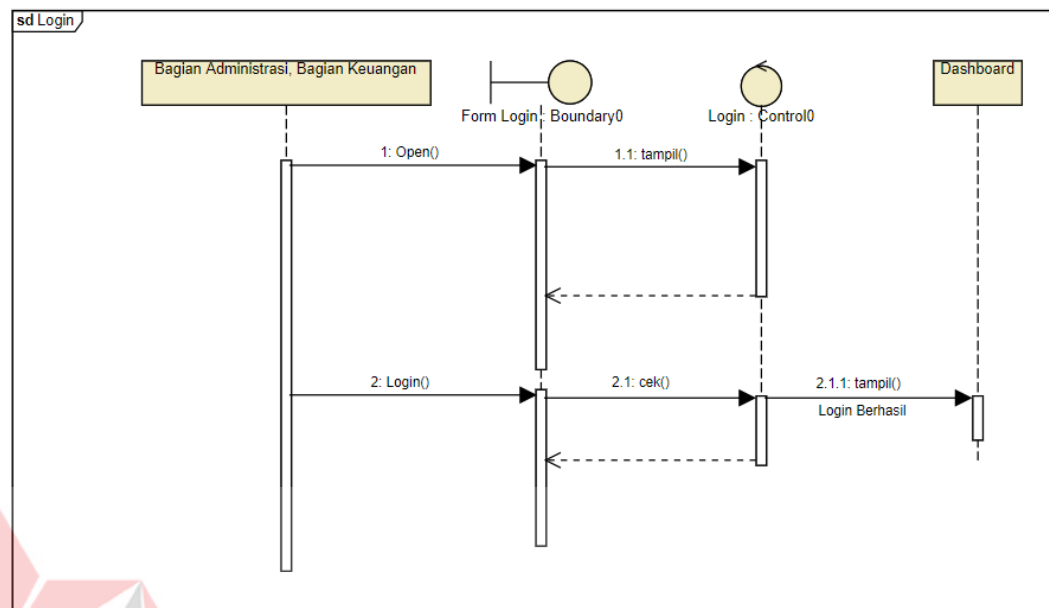 sd Login
Bagian Administrasi, Bagian Keuangan
Form Login : Boundary0
Login : Control0
Dashboard
1: Open()
1.1: tampil()
2: Login()
2.1: cek()
2.1.1: tampil()
Login Berhasil